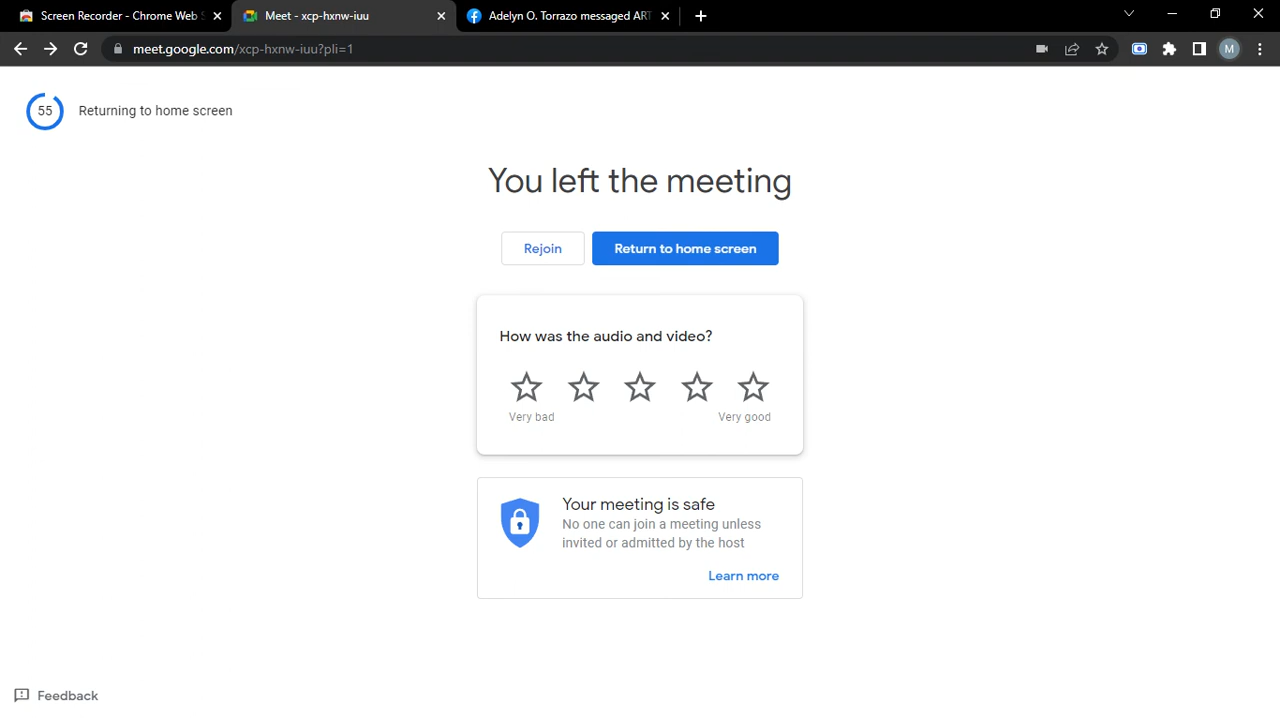 Screen Recorder - Chrome Web S
Meet - xcp-hxnw-iuu
Adelyn O. Torrazo messaged ART
meet.google.com/xcp-hxnw-iuu?pli=1
M
55
Returning to home screen
You left the meeting
Rejoin
Return to home screen
How was the audio and video?
Very bad
Very good
Your meeting is safe
No one can join a meeting unless
invited or admitted by the host
Learn more
Feedback